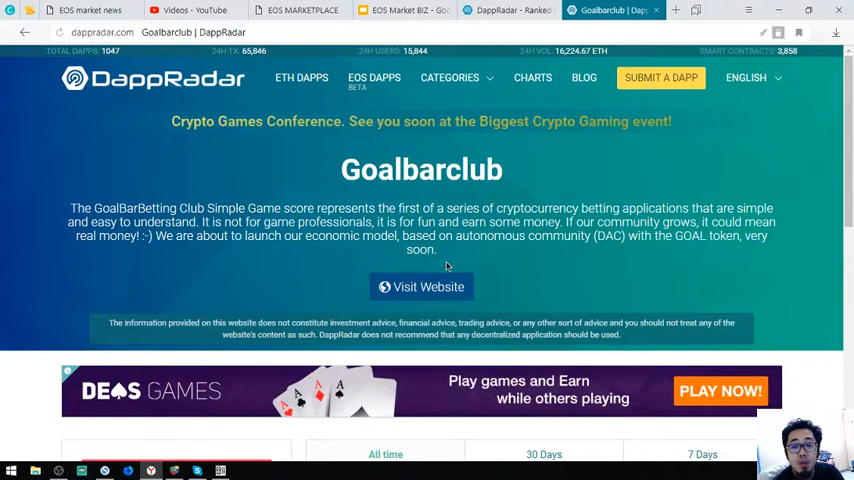 EOS market news
Videos - YouTube
EOS MARKETPLACE
EOS Market BIZ - Goo
DappRadar - Ranked
Goalbarclub | Dapp
dappradar.com Goalbarclub | DappRadar
TOTAL DAPPS: 1047
24H TX: 65,846
24H USERS: 15,844
24H VOL: 16,224.67 ETH
SMART CONTRACTS: 3,858
DappRadar
ETH DAPPS
EOS DAPPS
BETA
CATEGORIES
CHARTS
BLOG
SUBMIT A DAPP
ENGLISH
Crypto Games Conference. See you soon at the Biggest Crypto Gaming event!
Goalbarclub
The GoalBarBetting Club Simple Game score represents the first of a series of cryptocurrency betting applications that are simple
and easy to understand. It is not for game professionals, it is for fun and earn some money. If our community grows, it could mean
real money! :-) We are about to launch our economic model, based on autonomous community (DAC) with the GOAL token, very
soon.
Visit Website
The information provided on this website does not constitute investment advice, financial advice, trading advice, or any other sort of advice and you should not treat any of the
website's content as such. DappRadar does not recommend that any decentralized application should be used.
DEOS GAMES
Play games and Earn
while others playing
PLAY NOW!
All time
30 Days
7 Days